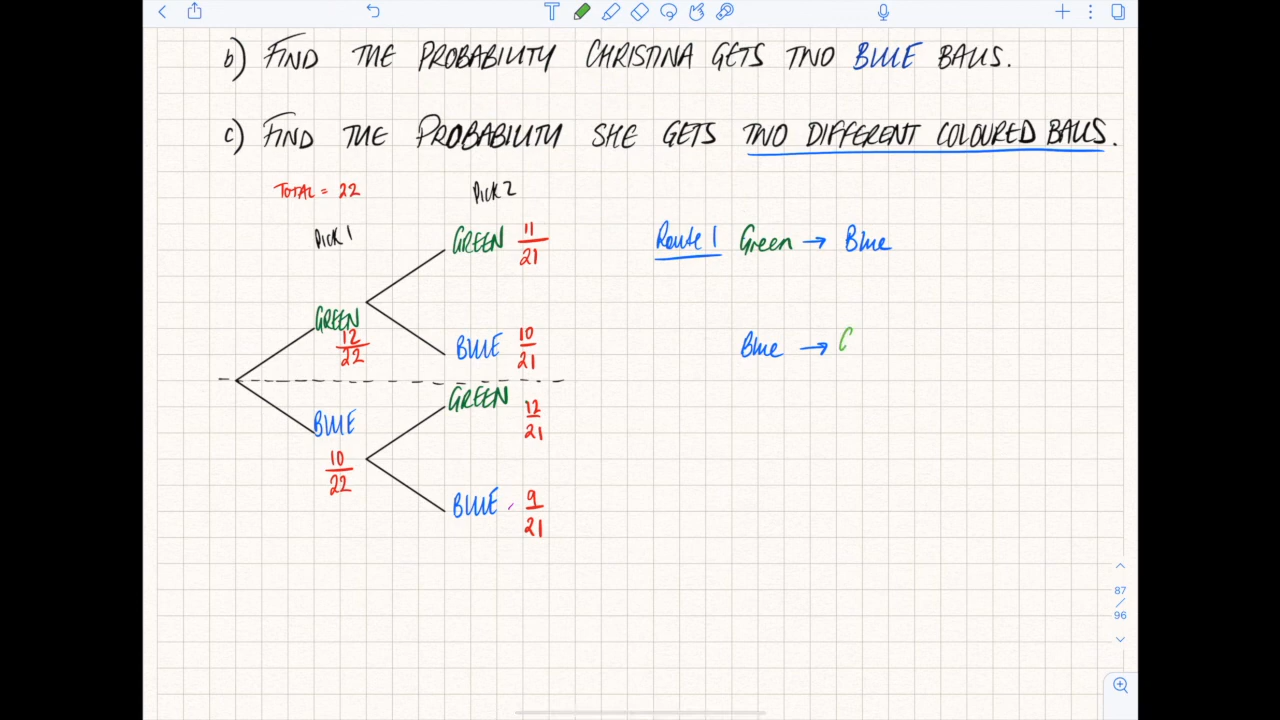 b) FIND THE PROBABILITY CHRISTINA GETS TWO BLUE BALLS.
c) FIND THE PROBABILITY SHE GETS TWO DIFFERENT COLOURED BALLS.
TOTAL = 22
PICK 2
PICK 1
GREEN 11/21
Route 1 Green → Blue
GREEN 12/22
BLUE 10/21
Blue → G
GREEN 12/21
BLUE 10/22
BLUE 9/21
87
/
96